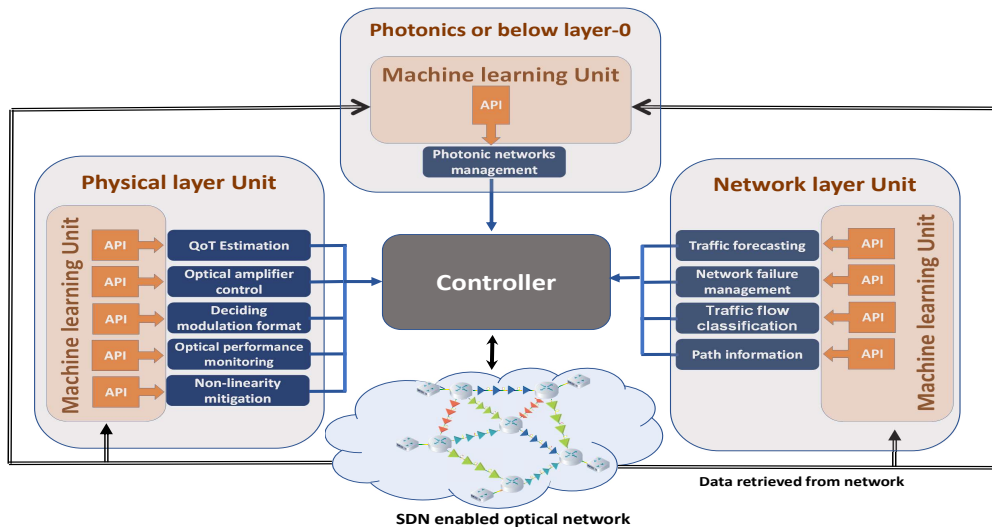 Photonics or below layer-0
Machine learning Unit
API
Photonic networks
management
Physical layer Unit
Machine learning Unit
API
QoT Estimation
API
Optical amplifier
control
API
Deciding
modulation format
API
Optical performance
monitoring
API
Non-linearity
mitigation
Controller
Network layer Unit
Traffic forecasting
API
Network failure
management
API
Traffic flow
classification
API
Path information
API
Machine learning Unit
Data retrieved from network
SDN enabled optical network